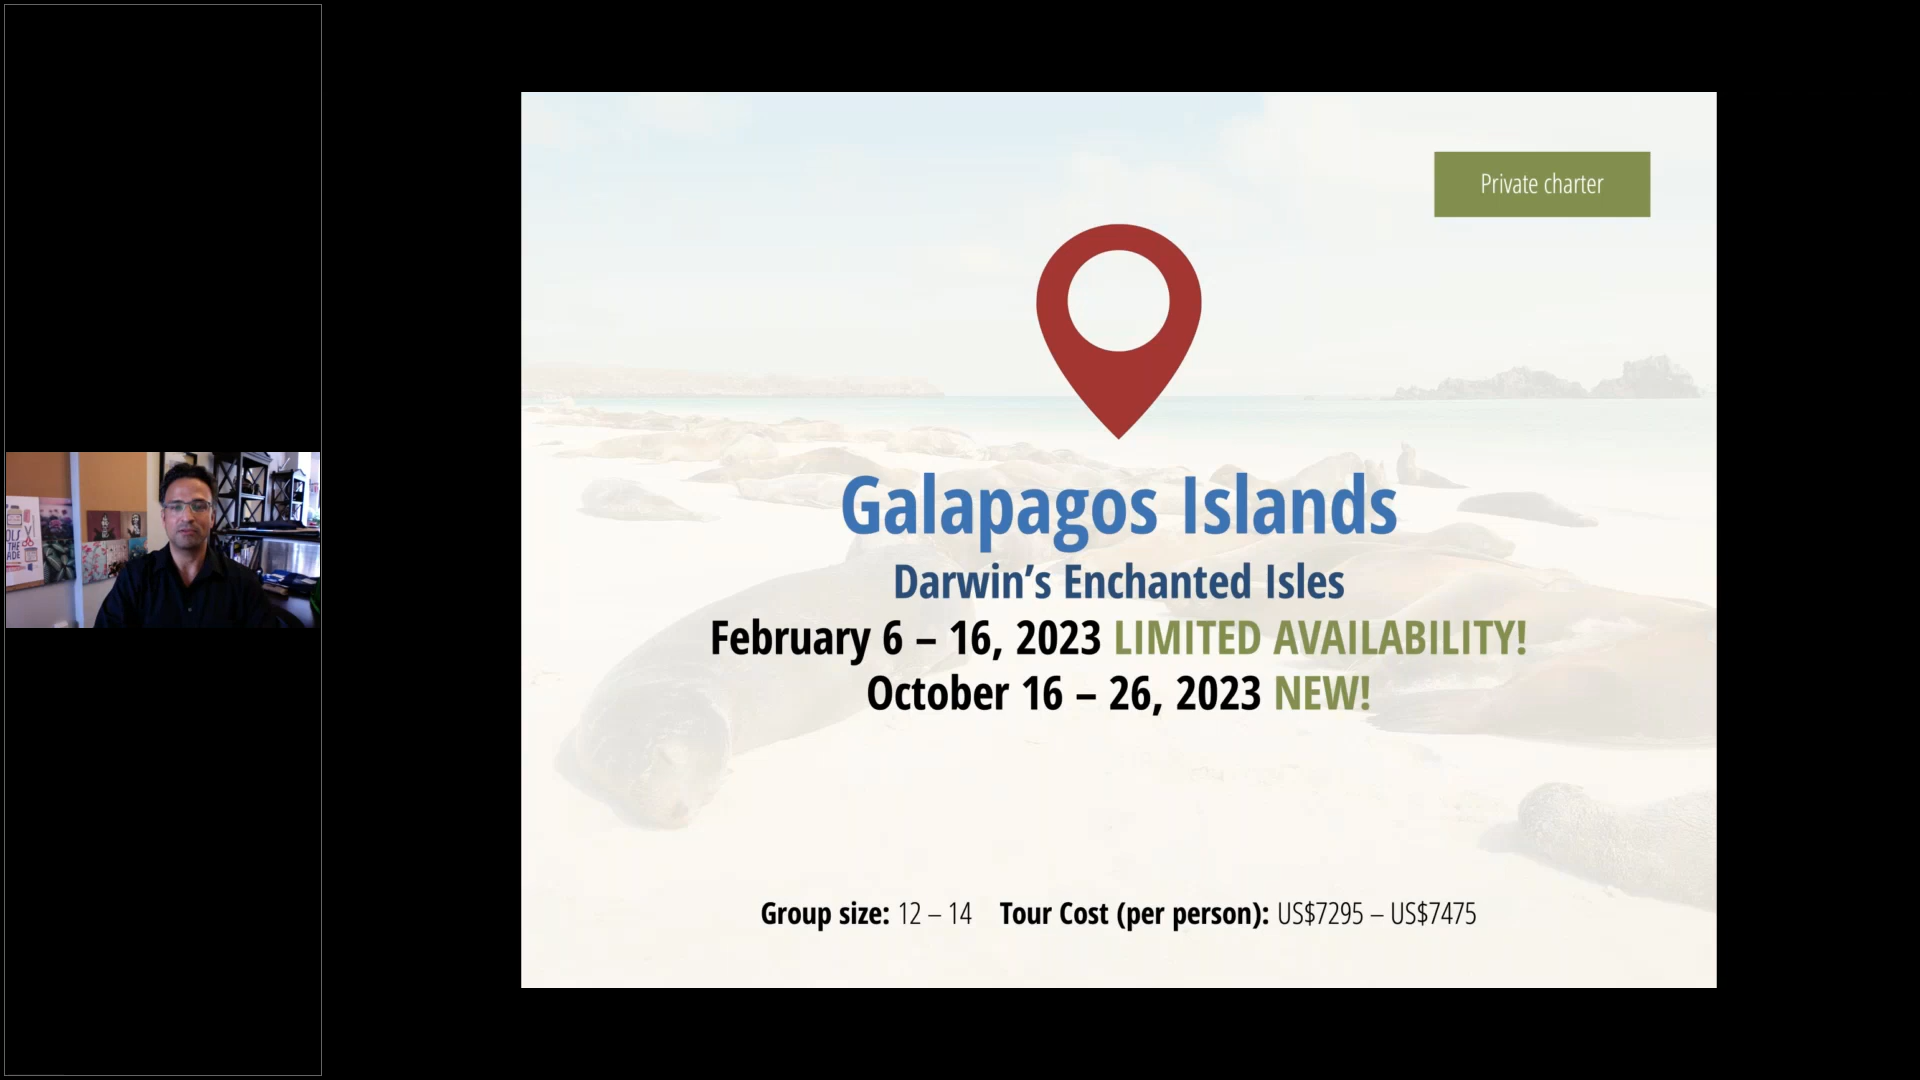 Private charter
Galapagos Islands
Darwin’s Enchanted Isles
February 6 – 16, 2023 LIMITED AVAILABILITY!
October 16 – 26, 2023 NEW!
Group size: 12 – 14 Tour Cost (per person): US$7295 – US$7475